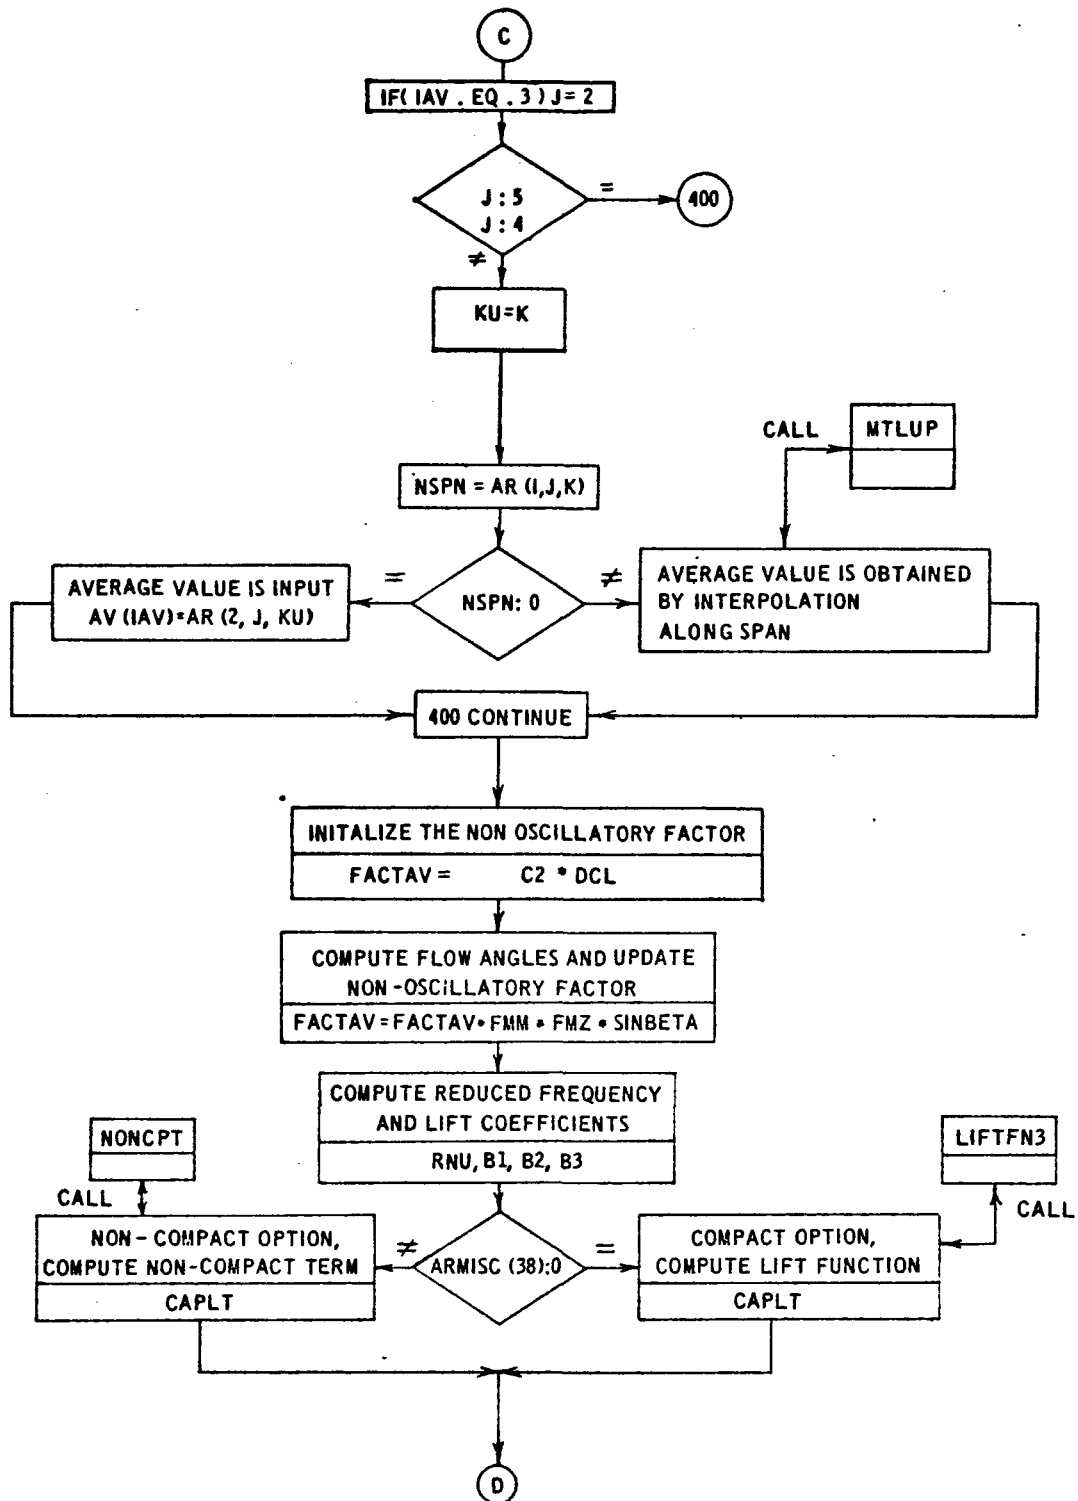 C
IF( IAV . EQ . 3 ) J = 2
J : 5
J : 4
=
400
≠
KU=K
CALL
MTLUP
NSPN = AR (I,J,K)
AVERAGE VALUE IS INPUT
AV (IAV)=AR (2, J, KU)
=
NSPN: 0
≠
AVERAGE VALUE IS OBTAINED
BY INTERPOLATION
ALONG SPAN
400 CONTINUE
INITALIZE THE NON OSCILLATORY FACTOR
FACTAV = C2 * DCL
COMPUTE FLOW ANGLES AND UPDATE
NON-OSCILLATORY FACTOR
FACTAV=FACTAV* FMM * FMZ * SINBETA
COMPUTE REDUCED FREQUENCY
AND LIFT COEFFICIENTS
RNU, B1, B2, B3
NONCPT
CALL
LIFTFN3
CALL
NON-COMPACT OPTION,
COMPUTE NON-COMPACT TERM
CAPLT
≠
ARMISC (38):0
=
COMPACT OPTION,
COMPUTE LIFT FUNCTION
CAPLT
D